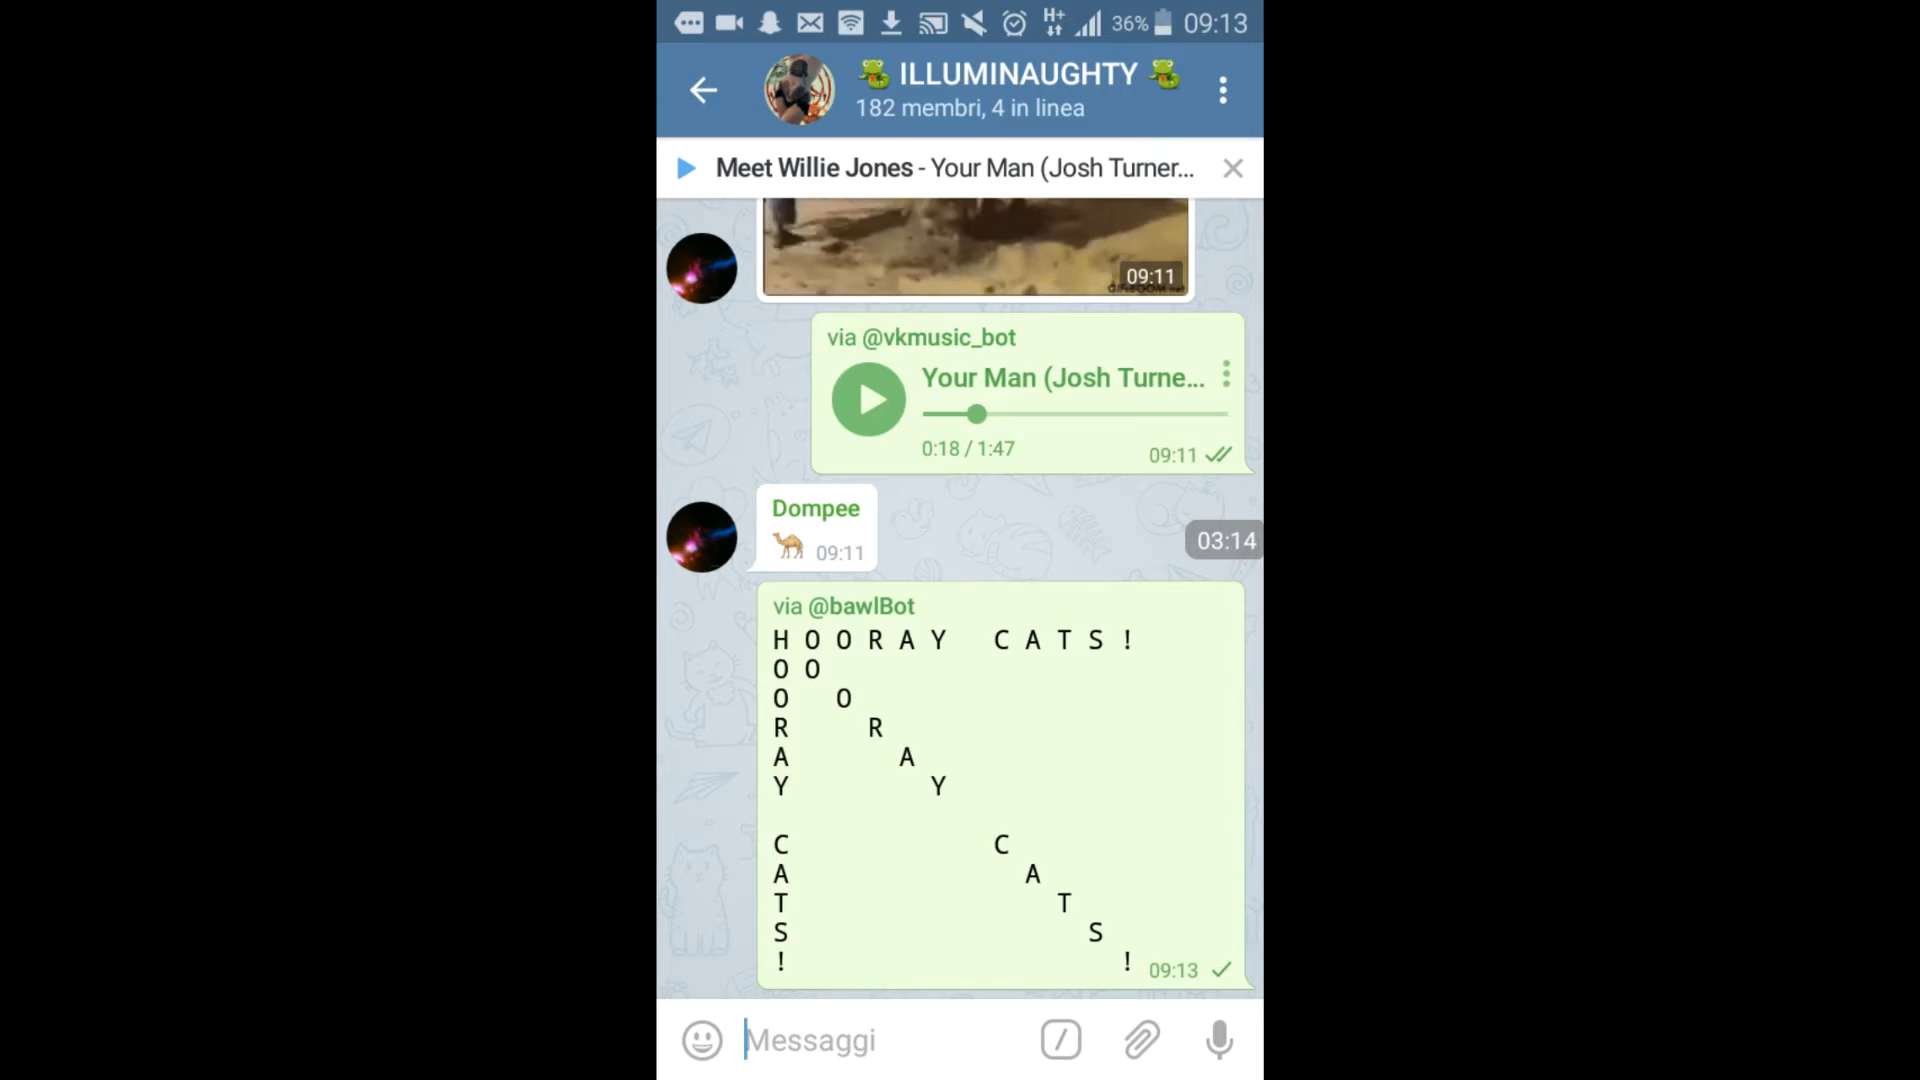 H+ 36% 09:13
ILLUMINAUGHTY
182 membri, 4 in linea
Meet Willie Jones - Your Man (Josh Turner...
09:11
via @vkmusic_bot
Your Man (Josh Turne...
0:18 / 1:47 09:11
Dompee
09:11
03:14
via @bawlBot
H O O R A Y   C A T S !
O O
O   O
R     R
A       A
Y         Y
C             C
A               A
T                 T
S                   S
!                     ! 09:13
Messaggi